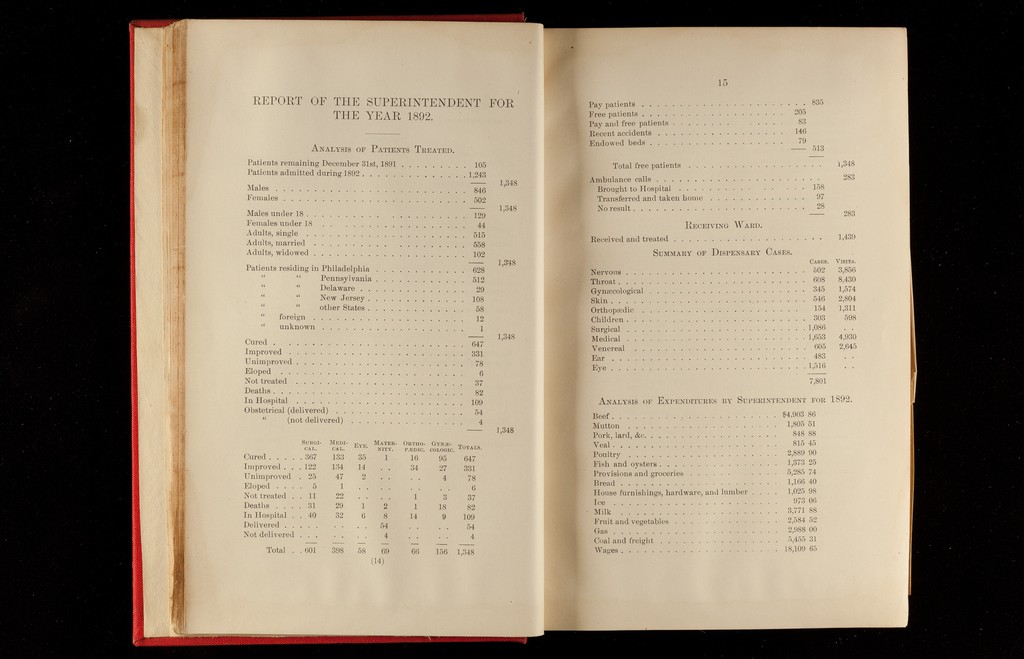 REPORT OF THE SUPERINTENDENT FOR
THE YEAR 1892.
ANALYSIS OF PATIENTS TREATED.
Patients remaining December 31st, 1891 . . . . . . . . . 105
Patients admitted during 1892 . . . . . . . . . . . . . . 1,243
1,348
Males . . . . . . . . . . . . . . . . . . . . 846
Females . . . . . . . . . . . . . . . . . . . . 502
1,348
Males under 18 . . . . . . . . . . . . . . . . . 129
Females under 18 . . . . . . . . . . . . . . . . 44
Adults, single . . . . . . . . . . . . . . . . . 515
Adults, married . . . . . . . . . . . . . . . . 558
Adults, widowed . . . . . . . . . . . . . . . . 102
1,348
Patients residing in Philadelphia . . . . . . . . . . 628
" " Pennsylvania . . . . . . . . . . 512
" " Delaware . . . . . . . . . . . 29
" " New Jersey . . . . . . . . . . . 108
" " other States . . . . . . . . . . . 58
" foreign . . . . . . . . . . . . . . . . 12
" unknown . . . . . . . . . . . . . . . . 1
1,348
Cured . . . . . . . . . . . . . . . . . . . . 647
Improved . . . . . . . . . . . . . . . . . . . 331
Unimproved . . . . . . . . . . . . . . . . . . 78
Eloped . . . . . . . . . . . . . . . . . . . . 6
Not treated . . . . . . . . . . . . . . . . . . 37
Deaths . . . . . . . . . . . . . . . . . . . . 82
In Hospital . . . . . . . . . . . . . . . . . . 109
Obstetrical (delivered) . . . . . . . . . . . . . . 54
" (not delivered) . . . . . . . . . . . . . 4
1,348
SURGICAL. MEDICAL. EYE. MATERNITY. ORTHOPÆDIC. GYNÆCOLOGIC. TOTALS.
Cured . . . . . 367 133 35 1 16 95 647
Improved . . . 122 134 14 . . 34 27 331
Unimproved . 25 47 2 . . . . 4 78
Eloped . . . . 5 1 . . . . . . . . 6
Not treated . . 11 22 . . . . 1 3 37
Deaths . . . . 31 29 1 2 1 18 82
In Hospital . . 40 32 6 8 14 9 109
Delivered . . . . . . . . . . 54 . . . . 54
Not delivered . . . . . . . . 4 . . . . 4
Total . . 601 398 58 69 66 156 1,348
(14)
15
Pay patients . . . . . . . . . . . . . . . . . . 835
Free patients . . . . . . . . . . . . . . . . 205
Pay and free patients . . . . . . . . . . . . . 83
Recent accidents . . . . . . . . . . . . . . 146
Endowed beds . . . . . . . . . . . . . . . . 79
513
Total free patients . . . . . . . . . . . . . . 1,348
Ambulance calls . . . . . . . . . . . . . . . . . 283
Brought to Hospital . . . . . . . . . . . . . . 158
Transferred and taken home . . . . . . . . . . . 97
No result . . . . . . . . . . . . . . . . . . 28
283
RECEIVING WARD.
Received and treated . . . . . . . . . . . . . . . . 1,439
SUMMARY OF DISPENSARY CASES.
CASES. VISITS.
Nervous . . . . . . . . . . . . . . . . . . . 502 3,856
Throat . . . . . . . . . . . . . . . . . . . . 608 8,430
Gynæcological . . . . . . . . . . . . . . . . . 345 1,574
Skin . . . . . . . . . . . . . . . . . . . . . 546 2,804
Orthopædic . . . . . . . . . . . . . . . . . . 154 1,311
Children . . . . . . . . . . . . . . . . . . . 303 598
Surgical . . . . . . . . . . . . . . . . . . . 1,086 . .
Medical . . . . . . . . . . . . . . . . . . . 1,653 4,930
Venereal . . . . . . . . . . . . . . . . . . . 605 2,645
Ear . . . . . . . . . . . . . . . . . . . . . 483 . .
Eye . . . . . . . . . . . . . . . . . . . . . 1,516 . .
7,801
ANALYSIS OF EXPENDITURES BY SUPERINTENDENT FOR 1892.
Beef . . . . . . . . . . . . . . . . . . $4,903 86
Mutton . . . . . . . . . . . . . . . . . 1,805 51
Pork, lard, &c. . . . . . . . . . . . . . . . 848 88
Veal . . . . . . . . . . . . . . . . . . 815 45
Poultry . . . . . . . . . . . . . . . . . 2,889 90
Fish and oysters . . . . . . . . . . . . . . 1,373 25
Provisions and groceries . . . . . . . . . . . 5,285 74
Bread . . . . . . . . . . . . . . . . . . 1,166 40
House furnishings, hardware, and lumber . . . . 1,025 98
Ice . . . . . . . . . . . . . . . . . . . 973 06
Milk . . . . . . . . . . . . . . . . . . 3,771 88
Fruit and vegetables . . . . . . . . . . . . . 2,584 52
Gas . . . . . . . . . . . . . . . . . . . 2,988 00
Coal and freight . . . . . . . . . . . . . . 5,455 31
Wages . . . . . . . . . . . . . . . . . . 18,109 65